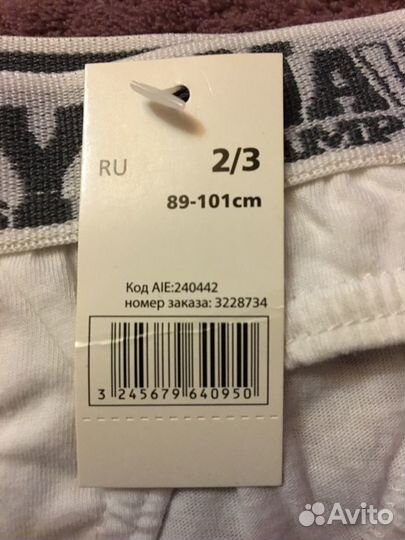 RU 2/3
89-101cm
Код AIE:240442
номер заказа: 3228734
3 245679 640950
Avito